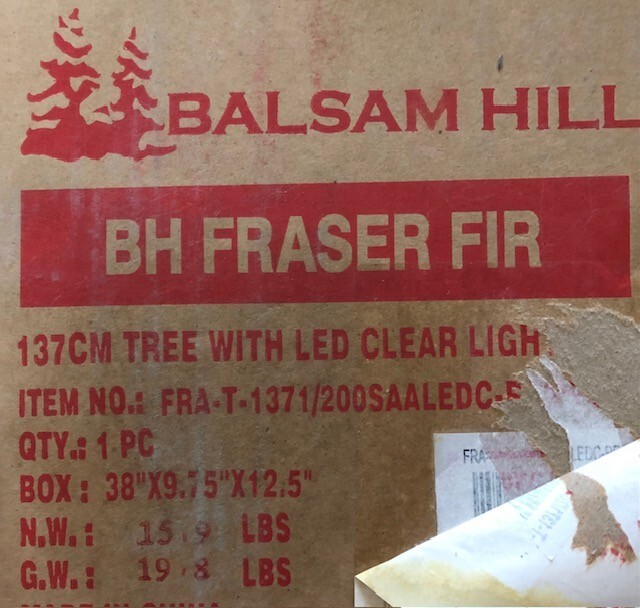 BALSAM HILL
BH FRASER FIR
137CM TREE WITH LED CLEAR LIGH
ITEM NO.: FRA-T-1371/200SAALEDC-
QTY.: 1 PC
BOX: 38"X9.75"X12.5"
N.W.: 15.9 LBS
G.W.: 19.8 LBS